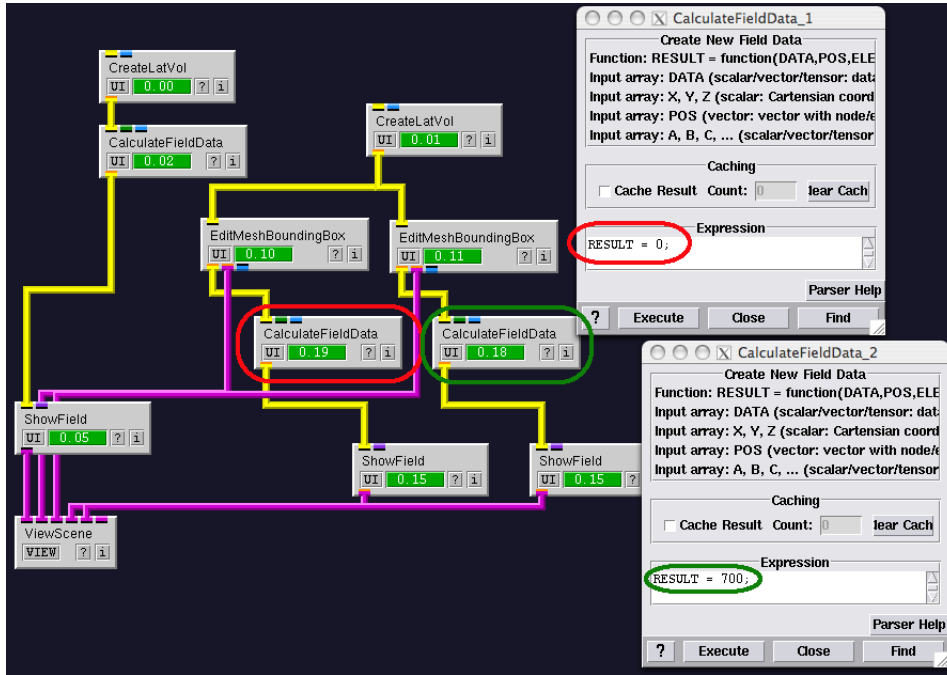 CreateLatVol
UI 0.00 ? i
CalculateFieldData
UI 0.02 ? i
CreateLatVol
UI 0.01 ? i
EditMeshBoundingBox
UI 0.10 ? i
EditMeshBoundingBox
UI 0.11 ? i
CalculateFieldData
UI 0.19 ? i
CalculateFieldData
UI 0.18 ? i
ShowField
UI 0.05 ? i
ShowField
UI 0.15 ? i
ShowField
UI 0.15 ?
ViewScene
VIEW ? i
X CalculateFieldData_1
Create New Field Data
Function: RESULT = function(DATA,POS,ELE
Input array: DATA (scalar/vector/tensor: data
Input array: X, Y, Z (scalar: Cartensian coord
Input array: POS (vector: vector with node/e
Input array: A, B, C, ... (scalar/vector/tensor
Caching
Cache Result Count: 0 lear Cach
Expression
RESULT = 0;
Parser Help
? Execute Close Find
X CalculateFieldData_2
Create New Field Data
Function: RESULT = function(DATA,POS,ELE
Input array: DATA (scalar/vector/tensor: data
Input array: X, Y, Z (scalar: Cartensian coord
Input array: POS (vector: vector with node/e
Input array: A, B, C, ... (scalar/vector/tensor
Caching
Cache Result Count: 0 lear Cach
Expression
RESULT = 700;
Parser Help
? Execute Close Find